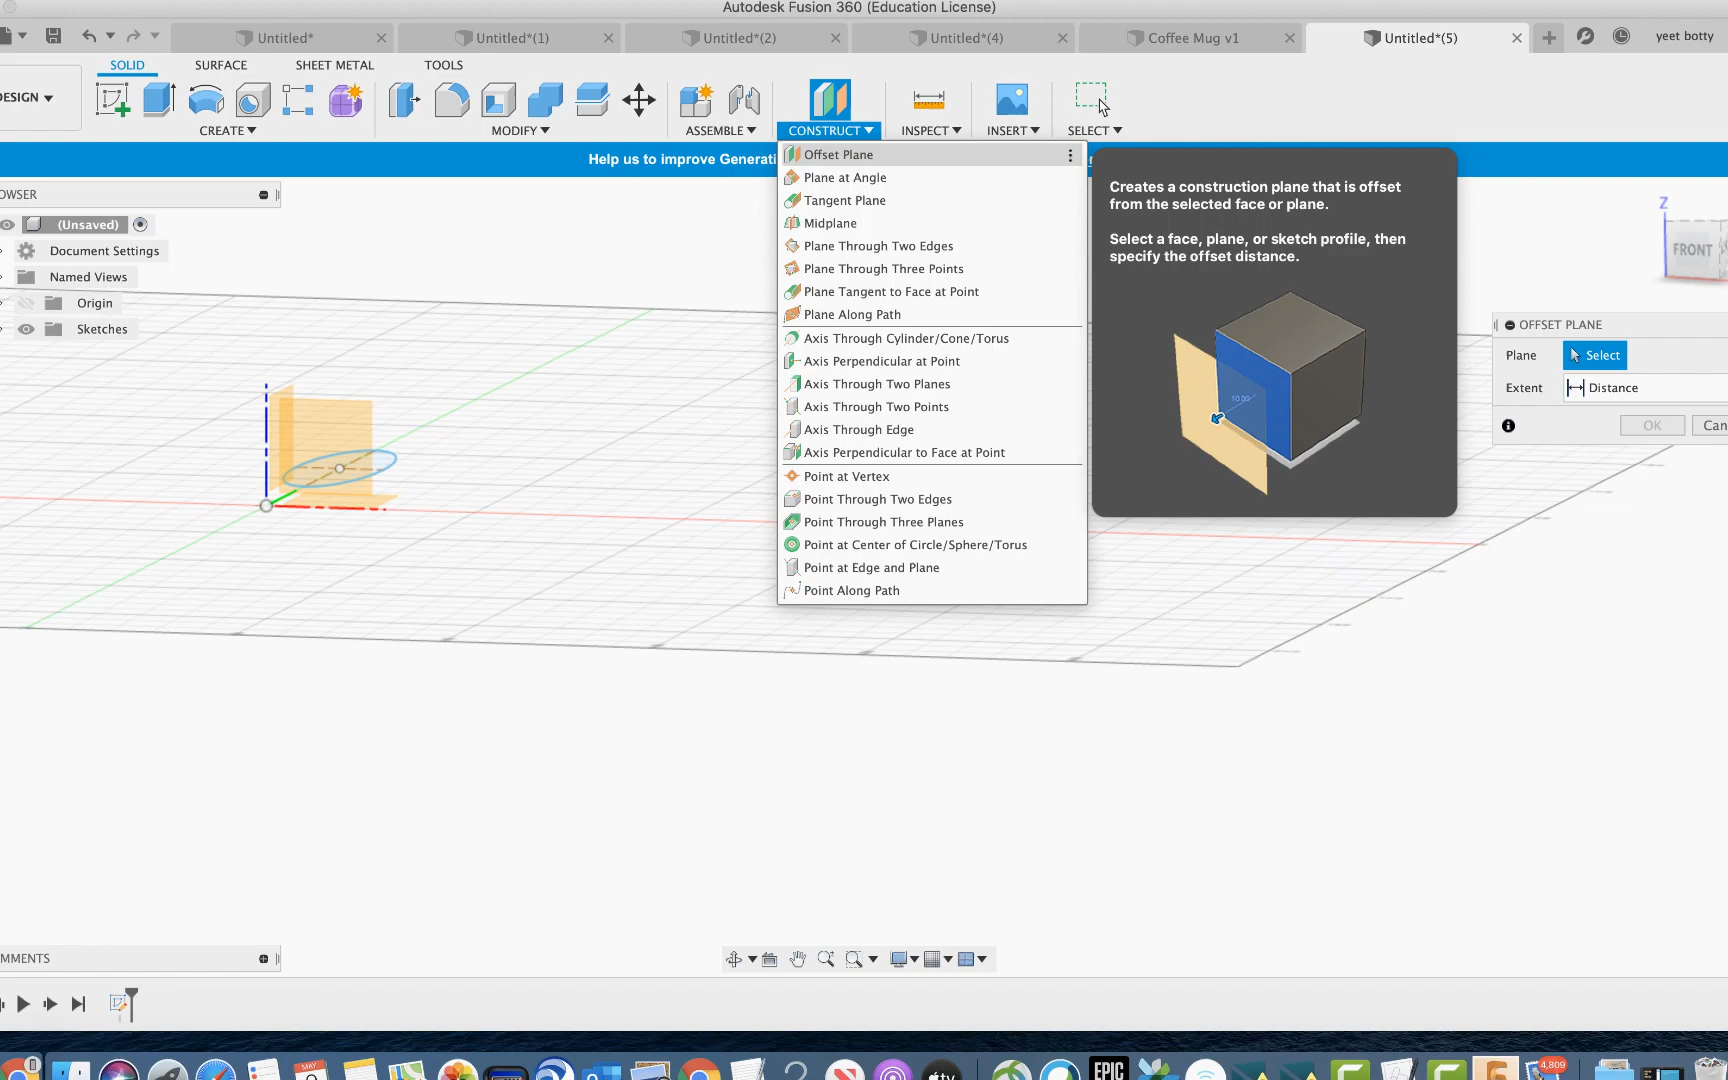 Autodesk Fusion 360 (Education License)
Untitled*
Untitled*(1)
Untitled*(2)
Untitled*(4)
Coffee Mug v1
Untitled*(5)
yeet botty
SOLID
SURFACE
SHEET METAL
TOOLS
ESIGN
CREATE
MODIFY
ASSEMBLE
CONSTRUCT
INSPECT
INSERT
SELECT
Help us to improve Generati
OWSER
(Unsaved)
Document Settings
Named Views
Origin
Sketches
Offset Plane
Plane at Angle
Tangent Plane
Midplane
Plane Through Two Edges
Plane Through Three Points
Plane Tangent to Face at Point
Plane Along Path
Axis Through Cylinder/Cone/Torus
Axis Perpendicular at Point
Axis Through Two Planes
Axis Through Two Points
Axis Through Edge
Axis Perpendicular to Face at Point
Point at Vertex
Point Through Two Edges
Point Through Three Planes
Point at Center of Circle/Sphere/Torus
Point at Edge and Plane
Point Along Path
Creates a construction plane that is offset
from the selected face or plane.
Select a face, plane, or sketch profile, then
specify the offset distance.
10.00
Z
FRONT
OFFSET PLANE
Plane
Select
Extent
Distance
OK
Can
MMENTS
MAY
EPIC
tv
4,809